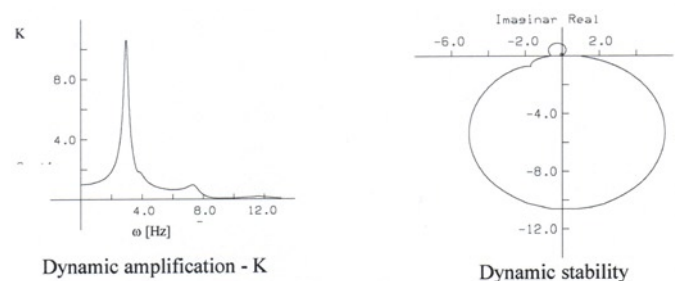 K
8.0
4.0
4.0
8.0
12.0
ω [Hz]
Dynamic amplification - K
Imaginar Real
-6.0
-2.0
2.0
-4.0
-8.0
-12.0
Dynamic stability